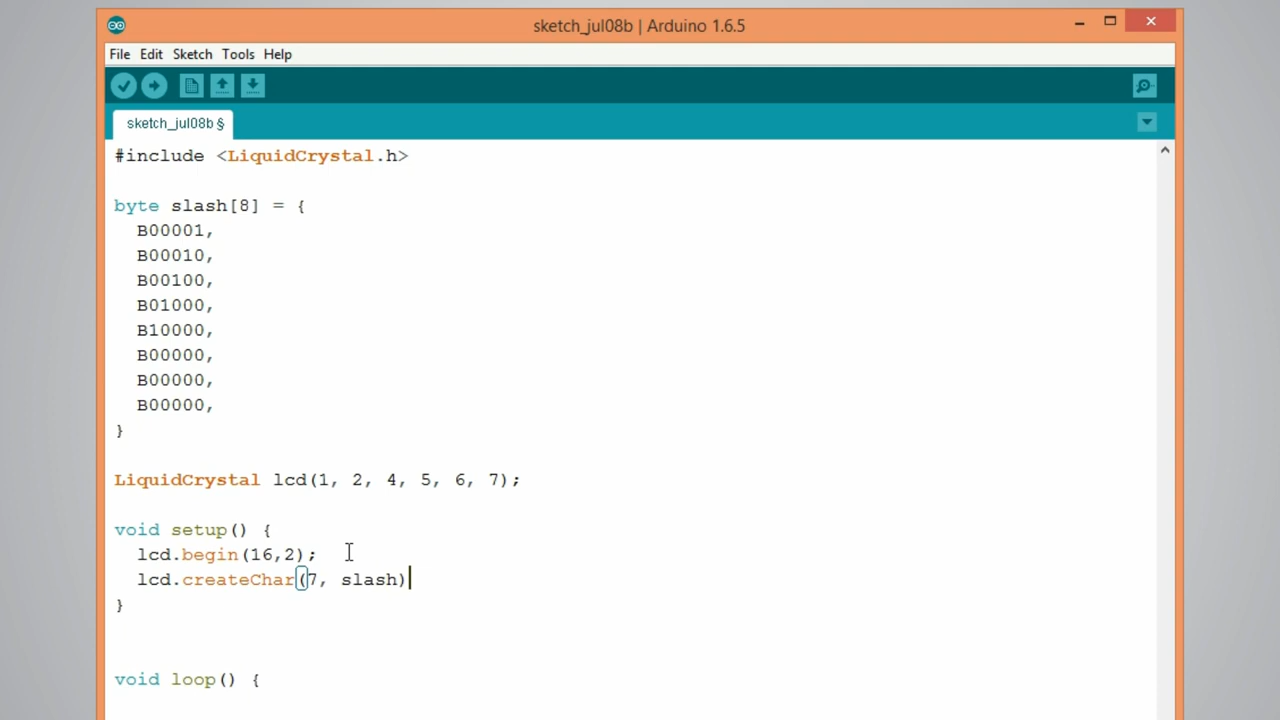 sketch_jul08b | Arduino 1.6.5
File Edit Sketch Tools Help
sketch_jul08b §
#include <LiquidCrystal.h>
byte slash[8] = {
B00001,
B00010,
B00100,
B01000,
B10000,
B00000,
B00000,
B00000,
}
LiquidCrystal lcd(1, 2, 4, 5, 6, 7);
void setup() {
lcd.begin(16,2);
lcd.createChar(7, slash)
}
void loop() {